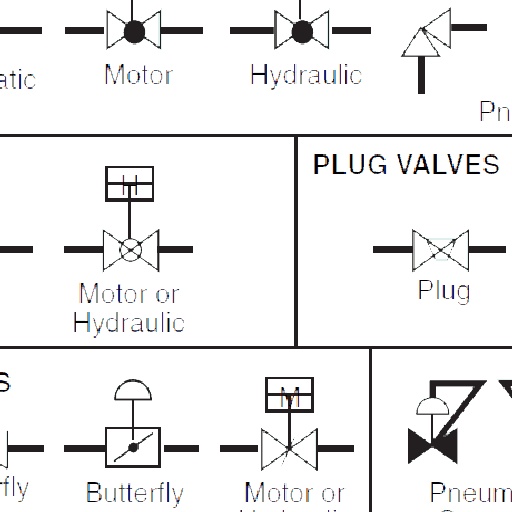 atic
Motor
Hydraulic
Pn
H
PLUG VALVES
Motor or
Hydraulic
Plug
S
M
rfly
Butterfly
Motor or
Pneum